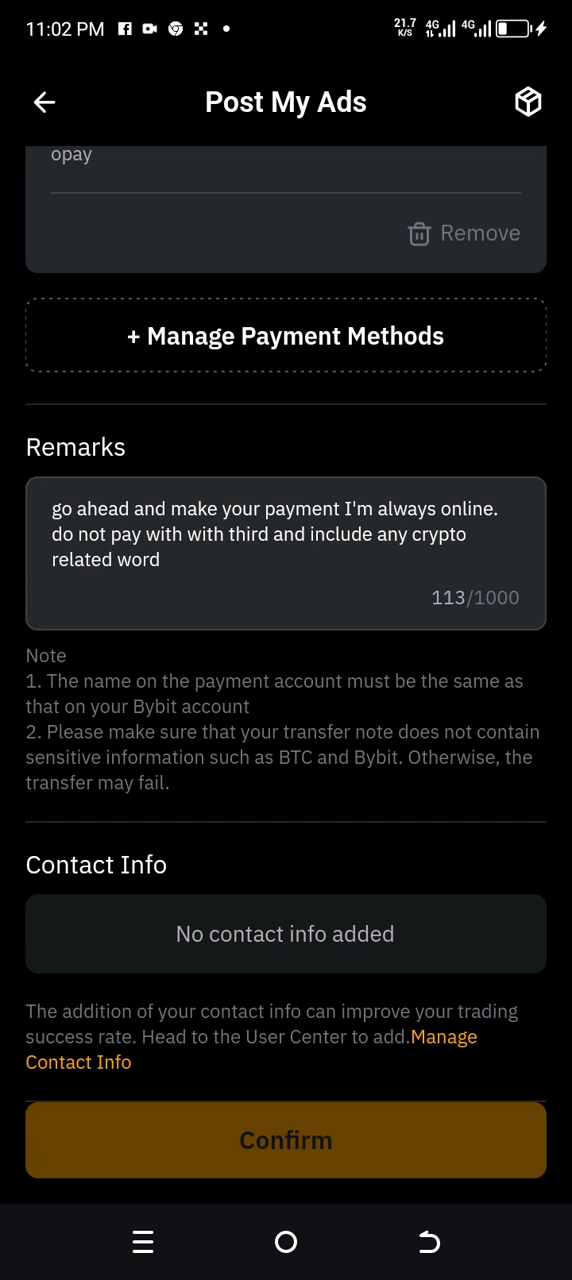 11:02 PM
21.7
K/S
4G
4G
Post My Ads
opay
Remove
+ Manage Payment Methods
Remarks
go ahead and make your payment I'm always online.
do not pay with with third and include any crypto
related word
113/1000
Note
1. The name on the payment account must be the same as
that on your Bybit account
2. Please make sure that your transfer note does not contain
sensitive information such as BTC and Bybit. Otherwise, the
transfer may fail.
Contact Info
No contact info added
The addition of your contact info can improve your trading
success rate. Head to the User Center to add.Manage
Contact Info
Confirm